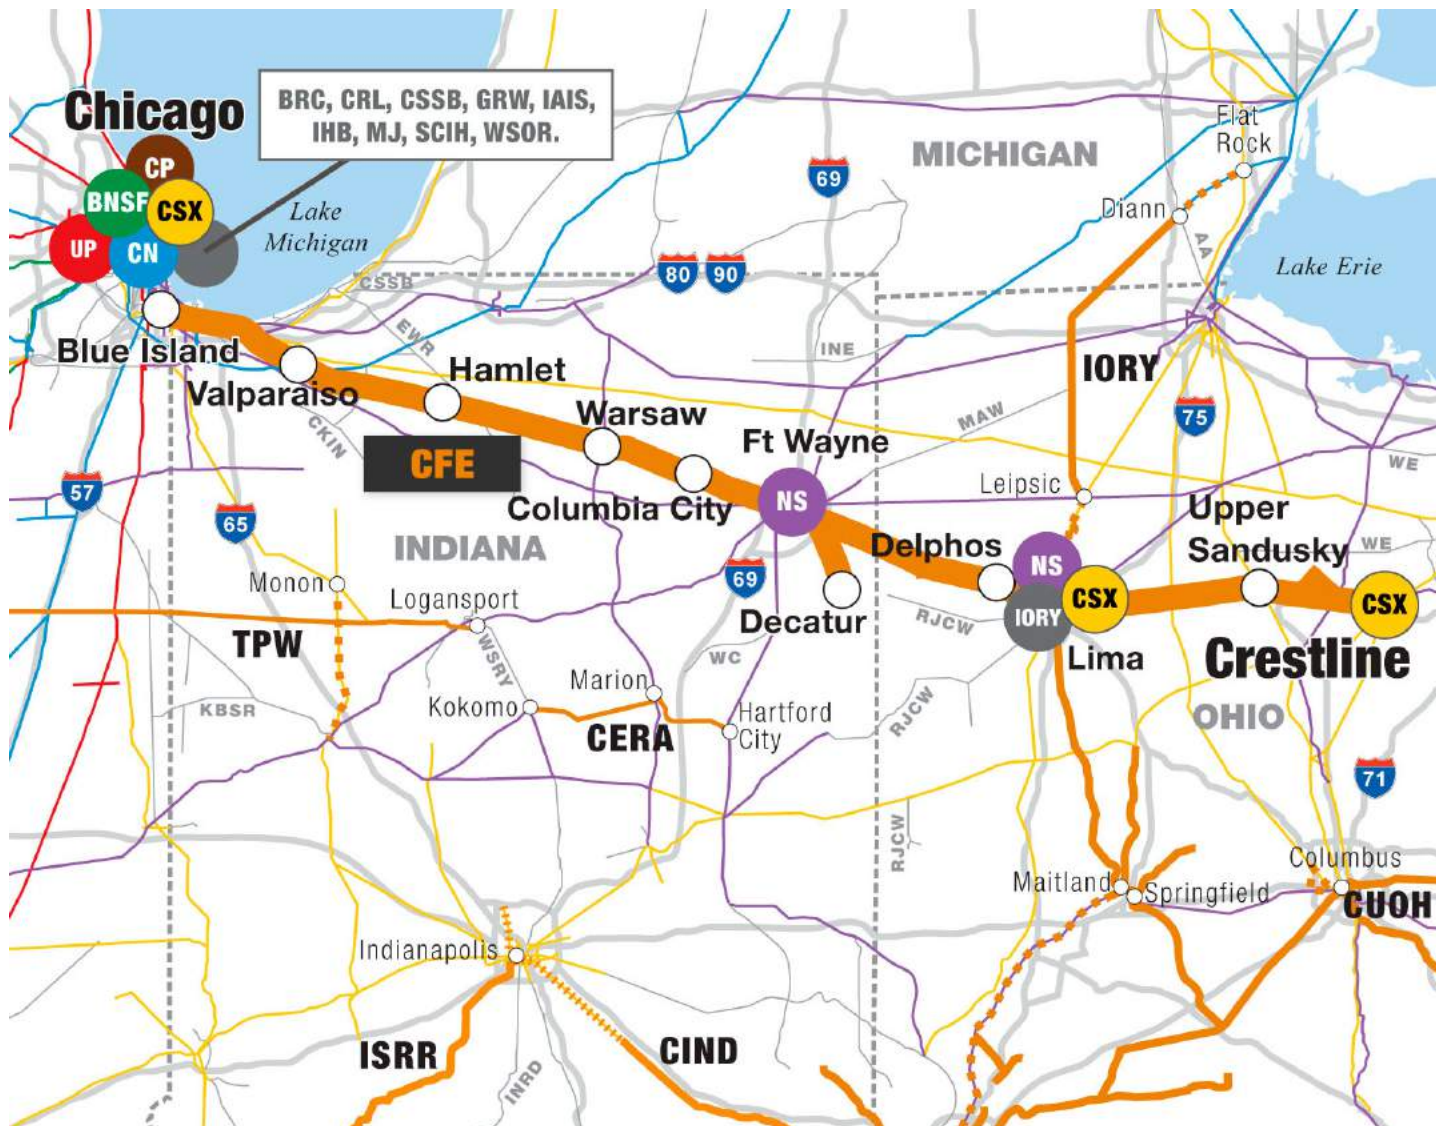 Chicago
BRC, CRL, CSSB, GRW, IAIS,
IHB, MJ, SCIH, WSOR.
CP
BNSF
CSX
UP
CN
Lake
Michigan
MICHIGAN
Flat
Rock
69
Diann
AA
80
90
Lake Erie
CSSB
EWR
INE
Blue Island
Valparaiso
Hamlet
IORY
CKIN
Warsaw
MAW
75
CFE
Ft Wayne
WE
57
65
Columbia City
NS
Leipsic
Upper
Sandusky
WE
INDIANA
Delphos
NS
69
Monon
Logansport
Decatur
RJCW
IORY
CSX
CSX
TPW
WSRY
WC
Lima
Crestline
KBSR
Kokomo
Marion
CERA
Hartford
City
RJCW
OHIO
71
RJCW
Maitland
Springfield
Columbus
CUOH
Indianapolis
ISRR
INRD
CIND